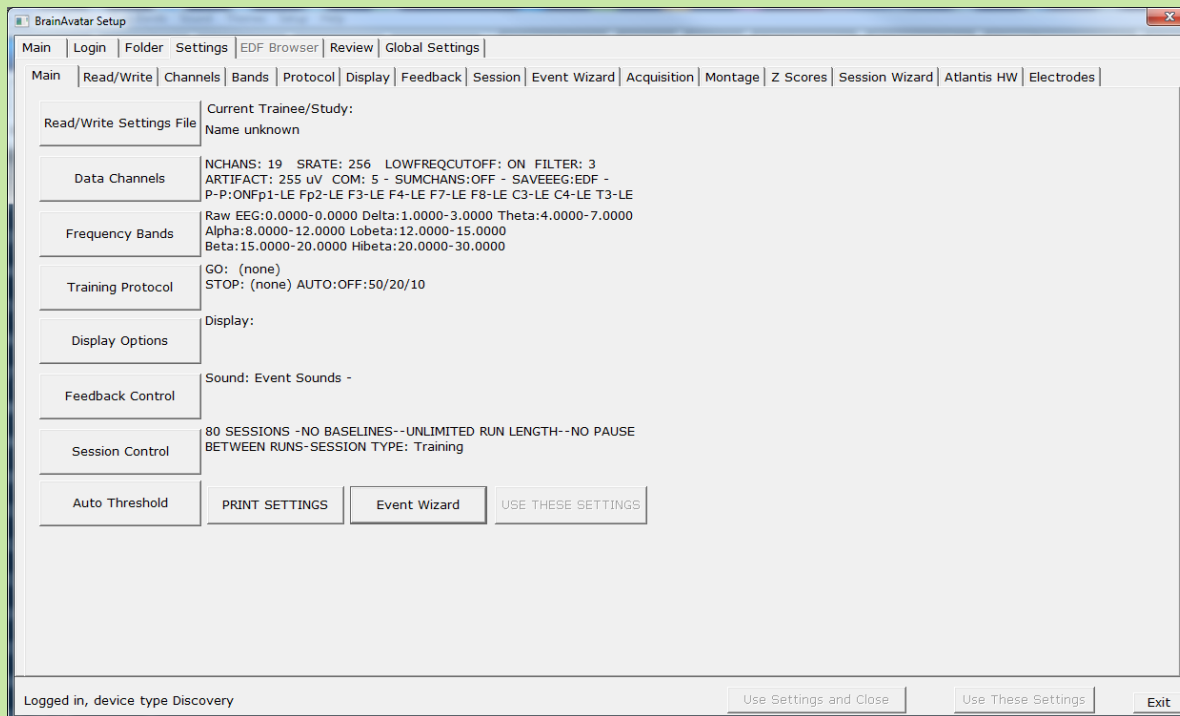 BrainAvatar Setup
Main Login Folder Settings EDF Browser Review Global Settings
Main Read/Write Channels Bands Protocol Display Feedback Session Event Wizard Acquisition Montage Z Scores Session Wizard Atlantis HW Electrodes
Read/Write Settings File
Current Trainee/Study:
Name unknown
Data Channels
NCHANS: 19 SRATE: 256 LOWFREQCUTOFF: ON FILTER: 3
ARTIFACT: 255 uV COM: 5 - SUMCHANS:OFF - SAVEEEG:EDF -
P-P:ONFp1-LE Fp2-LE F3-LE F4-LE F7-LE F8-LE C3-LE C4-LE T3-LE
Frequency Bands
Raw EEG:0.0000-0.0000 Delta:1.0000-3.0000 Theta:4.0000-7.0000
Alpha:8.0000-12.0000 Lobeta:12.0000-15.0000
Beta:15.0000-20.0000 Hibeta:20.0000-30.0000
Training Protocol
GO: (none)
STOP: (none) AUTO:OFF:50/20/10
Display Options
Display:
Feedback Control
Sound: Event Sounds -
Session Control
80 SESSIONS -NO BASELINES--UNLIMITED RUN LENGTH--NO PAUSE
BETWEEN RUNS-SESSION TYPE: Training
Auto Threshold PRINT SETTINGS Event Wizard USE THESE SETTINGS
Logged in, device type Discovery Use Settings and Close Use These Settings Exit